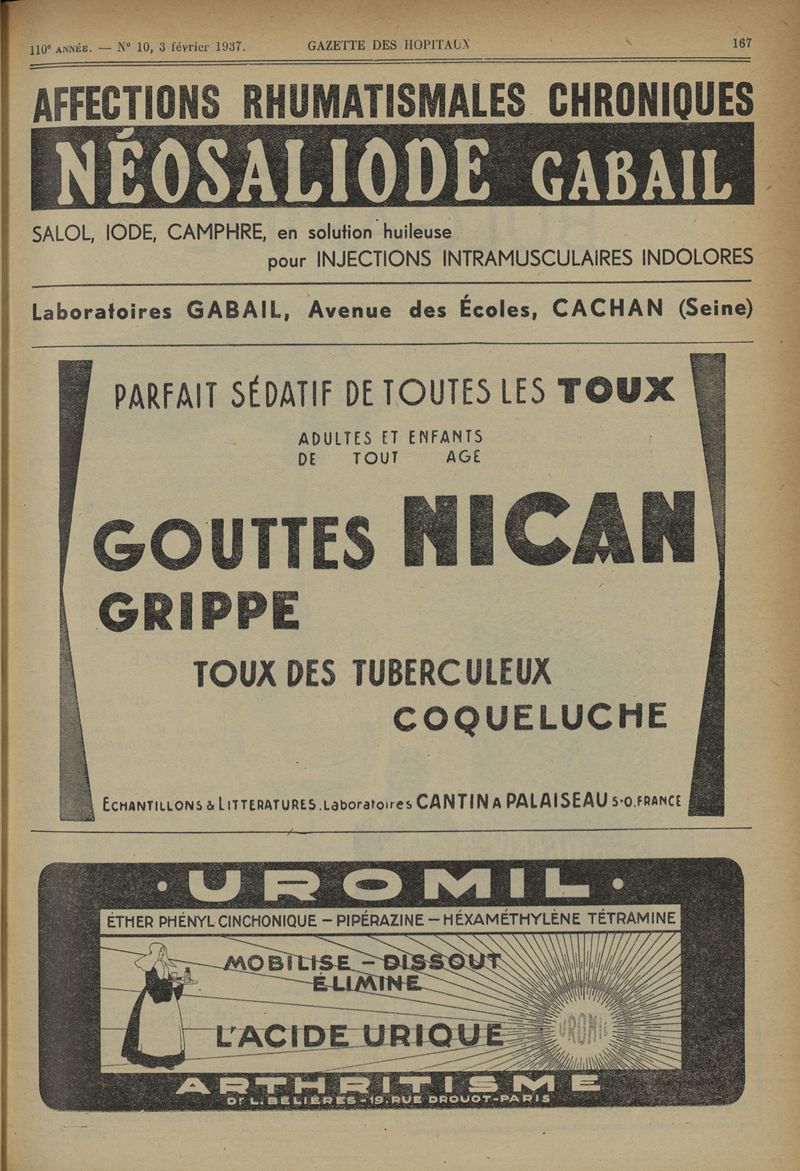 110e ANNÉE. — N° 10, 3 février 1937. GAZETTE DES HOPITAUX 167
AFFECTIONS RHUMATISMALES CHRONIQUES
NÉOSALIODE GABAIL
SALOL, IODE, CAMPHRE, en solution huileuse
pour INJECTIONS INTRAMUSCULAIRES INDOLORES
Laboratoires GABAIL, Avenue des Écoles, CACHAN (Seine)
PARFAIT SÉDATIF DE TOUTES LES TOUX
ADULTES ET ENFANTS
DE TOUT AGE
GOUTTES NICAN
GRIPPE
TOUX DES TUBERCULEUX
COQUELUCHE
ECHANTILLONS & LITTERATURES. Laboratoires CANTIN A PALAISEAU S-O. FRANCE
· UROMIL ·
ÉTHER PHÉNYL CINCHONIQUE – PIPÉRAZINE – HÉXAMÉTHYLÈNE TÉTRAMINE
MOBILISE – DISSOUT
ÉLIMINE
L'ACIDE URIQUE
UROMIL
ARTHRITISME
Dr L. BÉLIÈRES - 19, RUE DROUOT - PARIS